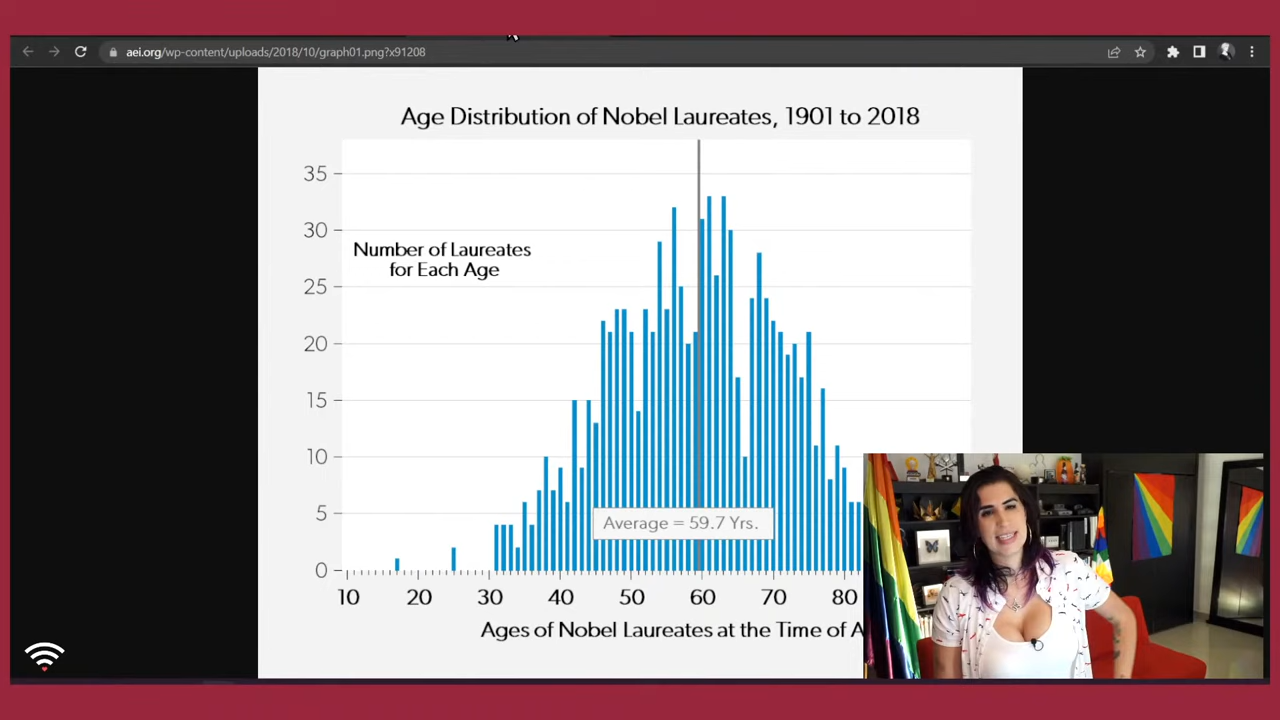 aei.org/wp-content/uploads/2018/10/graph01.png?x91208
Age Distribution of Nobel Laureates, 1901 to 2018
35
30
Number of Laureates
for Each Age
25
20
15
10
5
Average = 59.7 Yrs.
0
10 20 30 40 50 60 70 80
Ages of Nobel Laureates at the Time of A